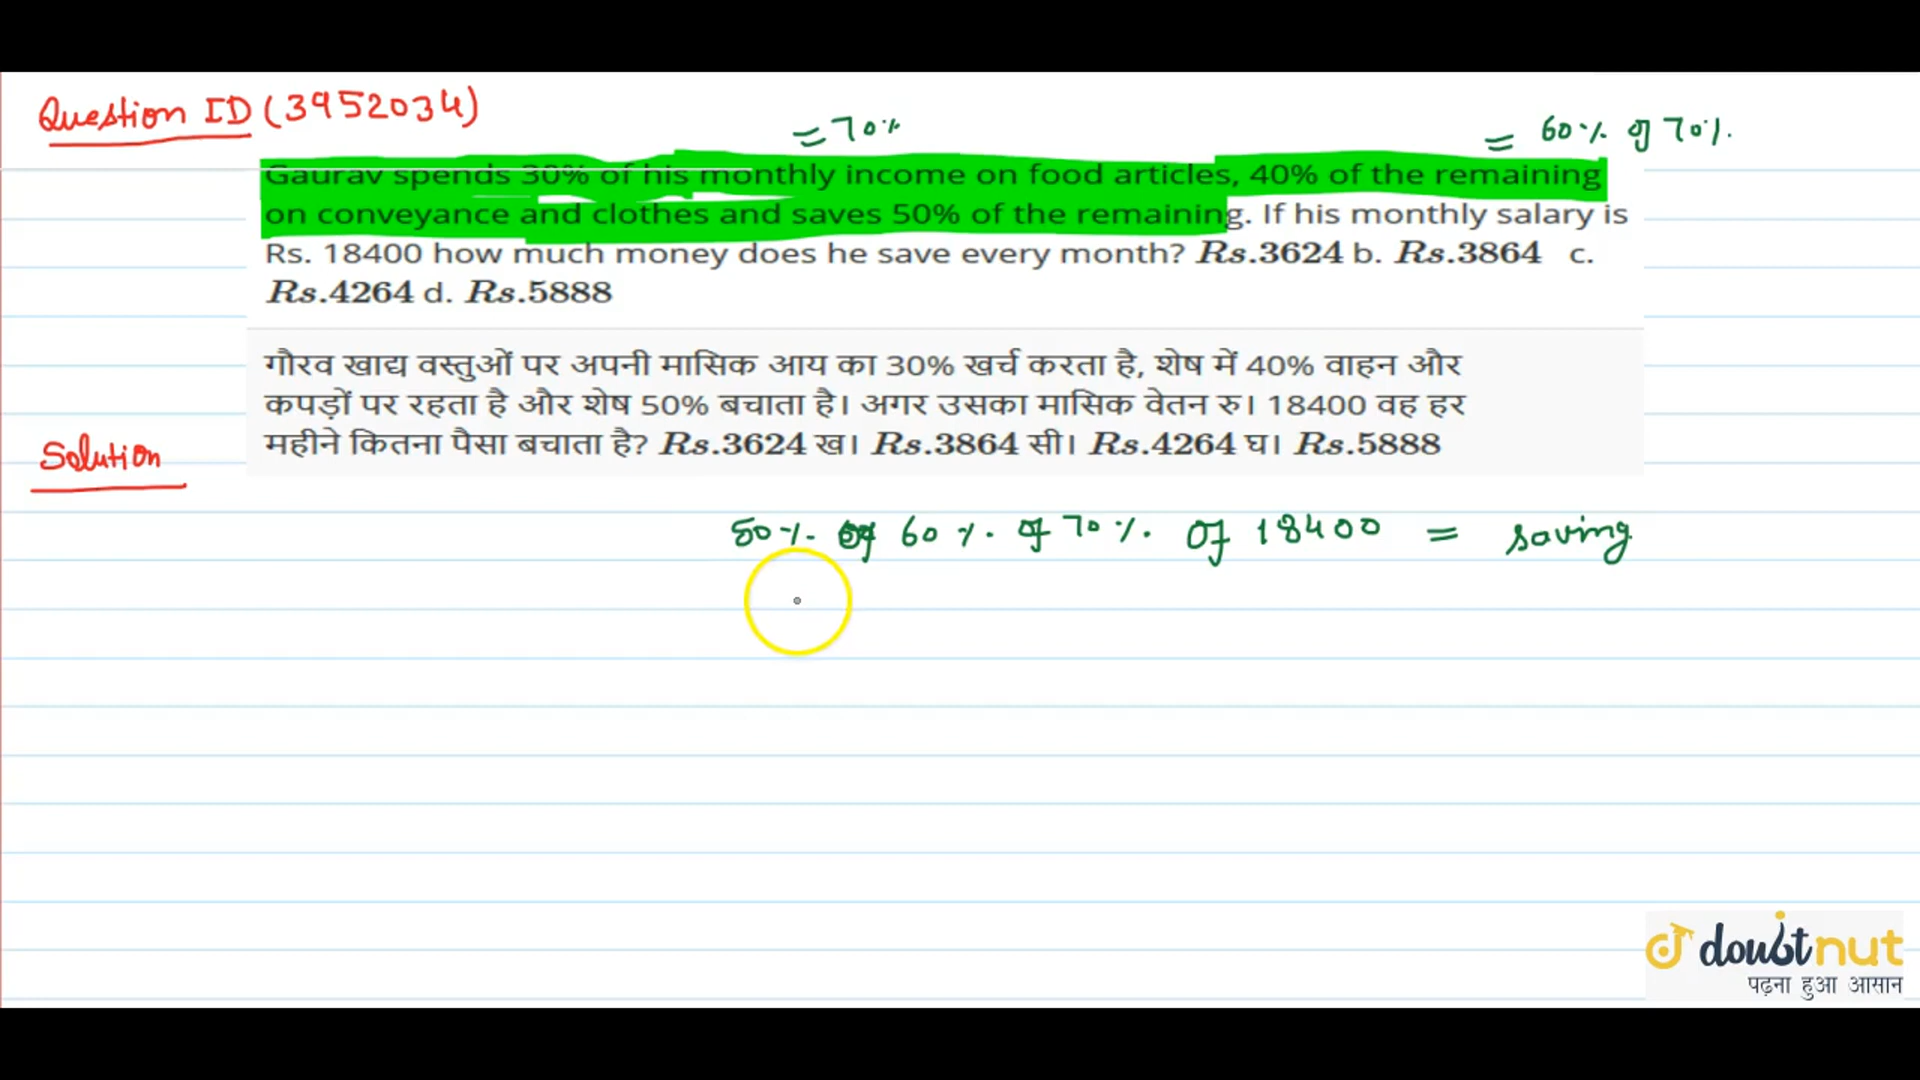 Question ID (3952034)
= 70%
= 60% of 70%.
Gaurav spends 30% of his monthly income on food articles, 40% of the remaining
on conveyance and clothes and saves 50% of the remaining. If his monthly salary is
Rs. 18400 how much money does he save every month? Rs.3624 b. Rs.3864 c.
Rs.4264 d. Rs.5888
गौरव खाद्य वस्तुओं पर अपनी मासिक आय का 30% खर्च करता है, शेष में 40% वाहन और
कपड़ों पर रहता है और शेष 50% बचाता है। अगर उसका मासिक वेतन रु। 18400 वह हर
महीने कितना पैसा बचाता है? Rs.3624 ख। Rs.3864 सी। Rs.4264 घ। Rs.5888
Solution
50% of 60% of 70% of 18400 = saving
doubtnut
पढ़ना हुआ आसान